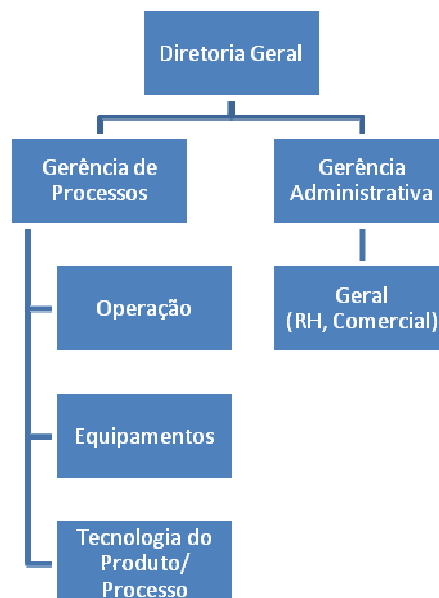 Diretoria Geral
Gerência de
Processos
Gerência
Administrativa
Operação
Geral
(RH, Comercial)
Equipamentos
Tecnologia do
Produto/
Processo